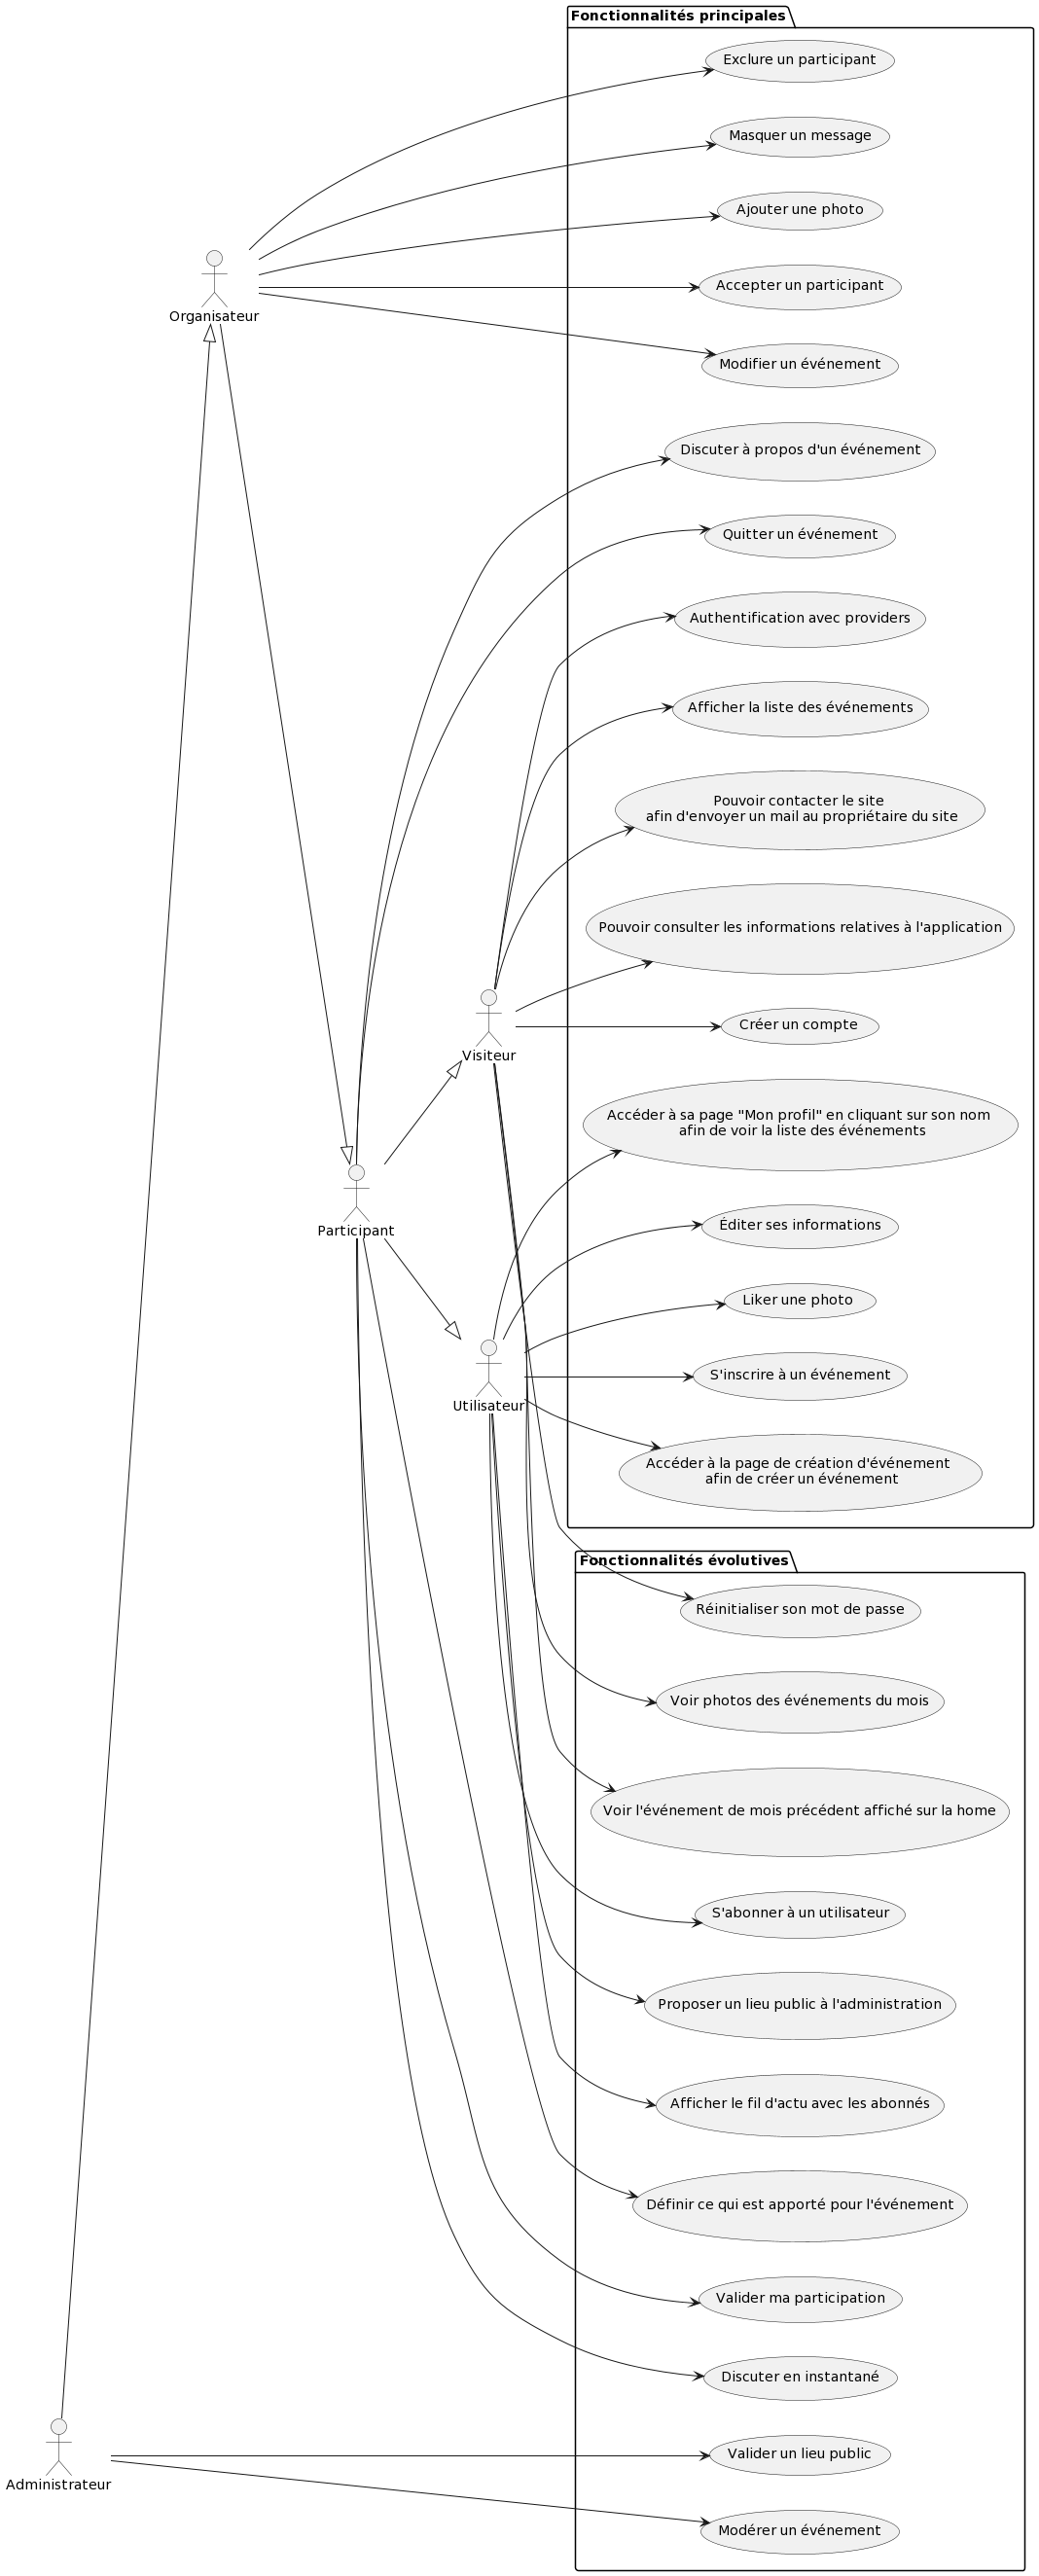 Fonctionnalités principales
Exclure un participant
Masquer un message
Ajouter une photo
Accepter un participant
Organisateur
Modifier un événement
Discuter à propos d'un événement
Quitter un événement
Authentification avec providers
Afficher la liste des événements
Pouvoir contacter le site
afin d'envoyer un mail au propriétaire du site
Pouvoir consulter les informations relatives à l'application
Créer un compte
Visiteur
Accéder à sa page "Mon profil" en cliquant sur son nom
afin de voir la liste des événements
Participant
Éditer ses informations
Liker une photo
S'inscrire à un événement
Utilisateur
Accéder à la page de création d'événement
afin de créer un événement
Fonctionnalités évolutives
Réinitialiser son mot de passe
Voir photos des événements du mois
Voir l'événement de mois précédent affiché sur la home
S'abonner à un utilisateur
Proposer un lieu public à l'administration
Afficher le fil d'actu avec les abonnés
Définir ce qui est apporté pour l'événement
Valider ma participation
Discuter en instantané
Valider un lieu public
Administrateur
Modérer un événement